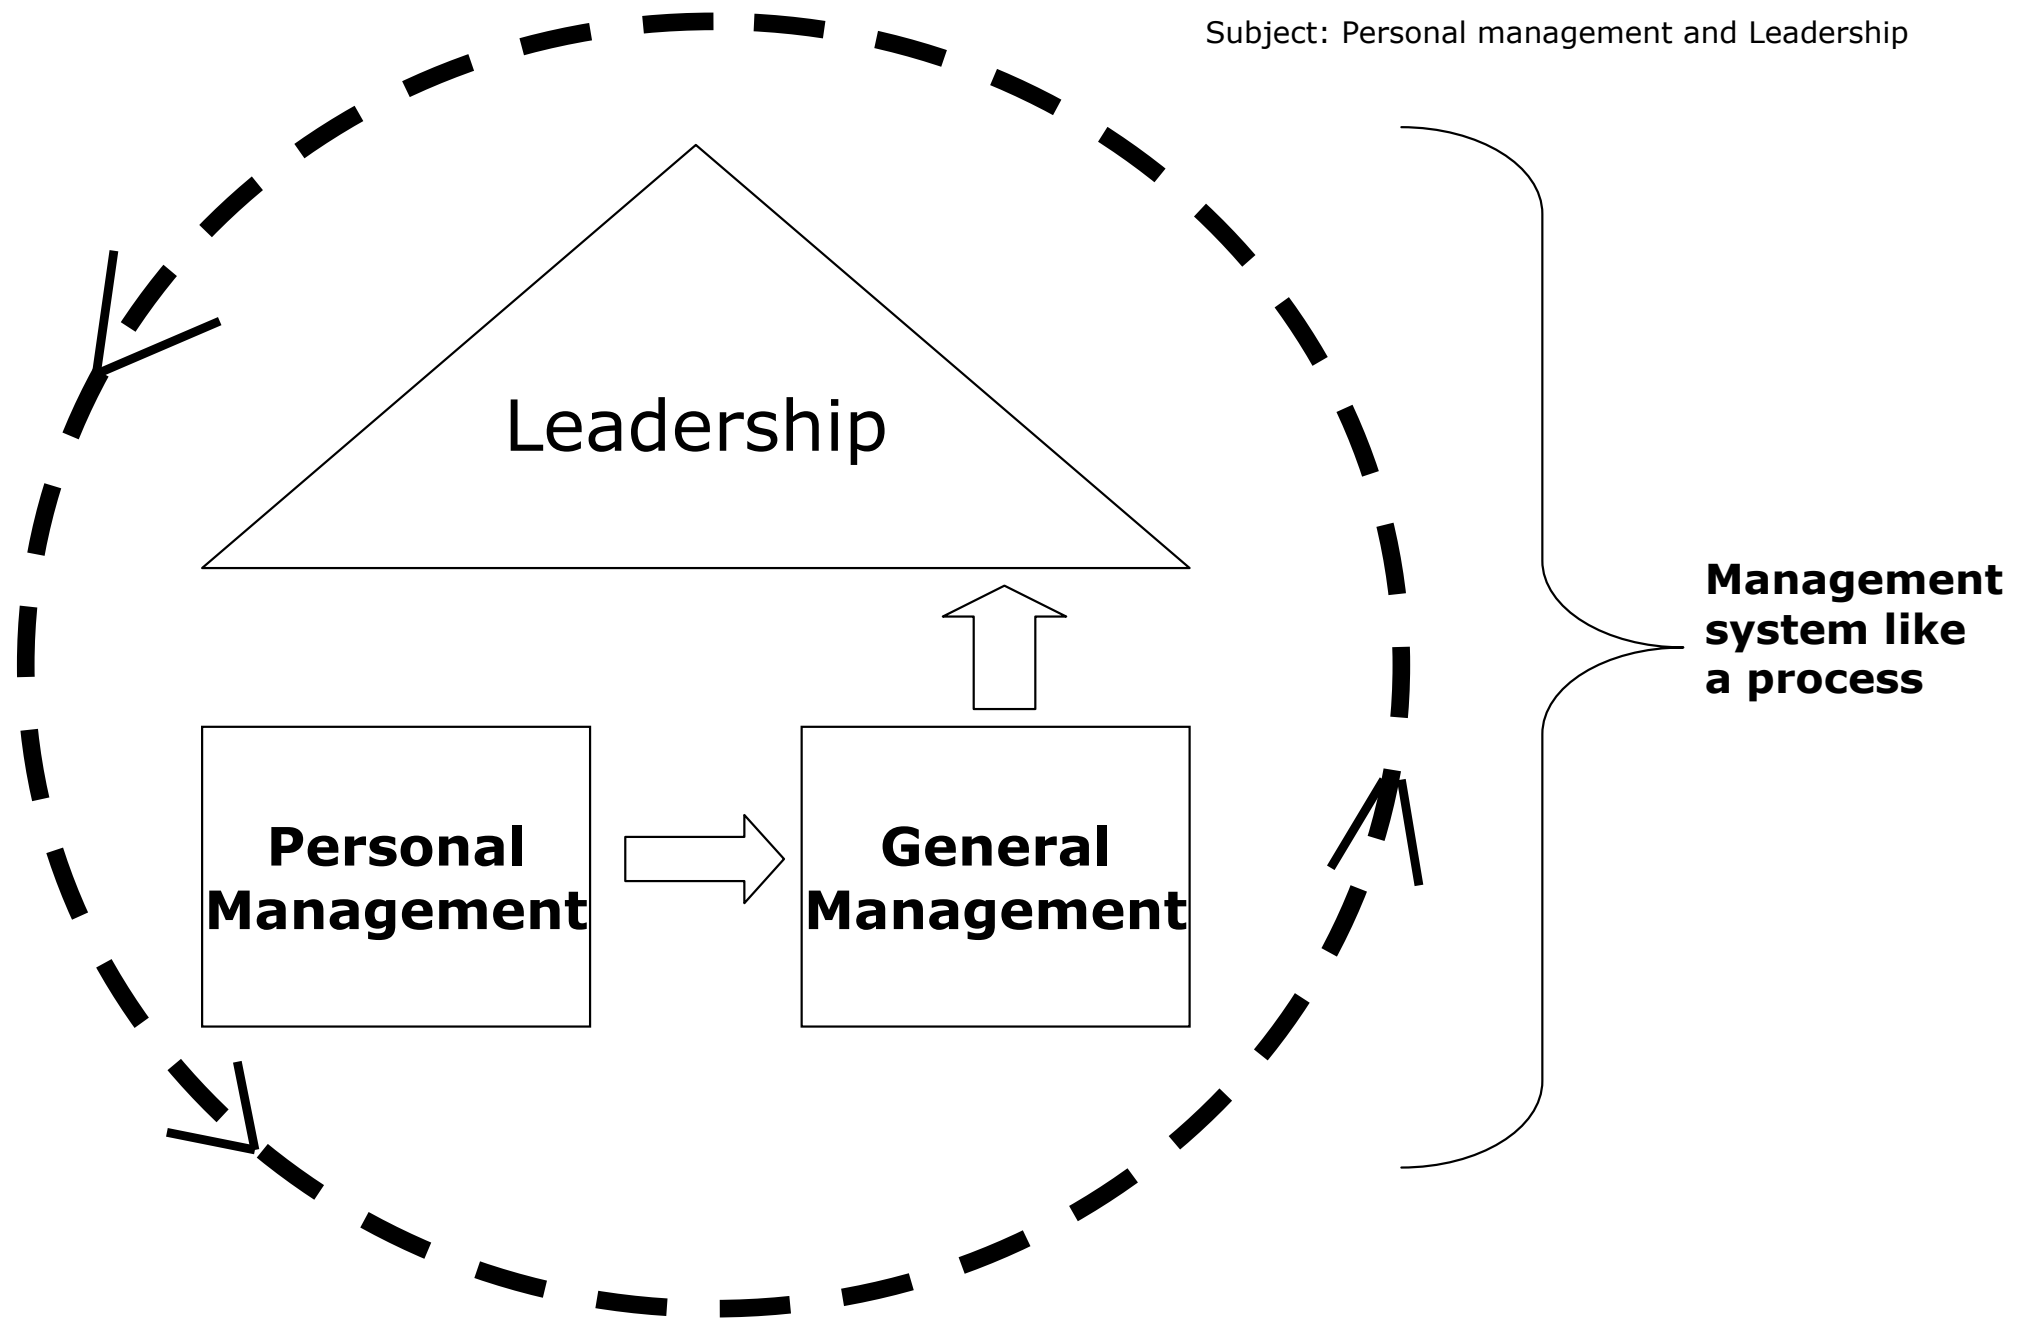 Subject: Personal management and Leadership
Leadership
Management
system like
a process
Personal
Management
General
Management